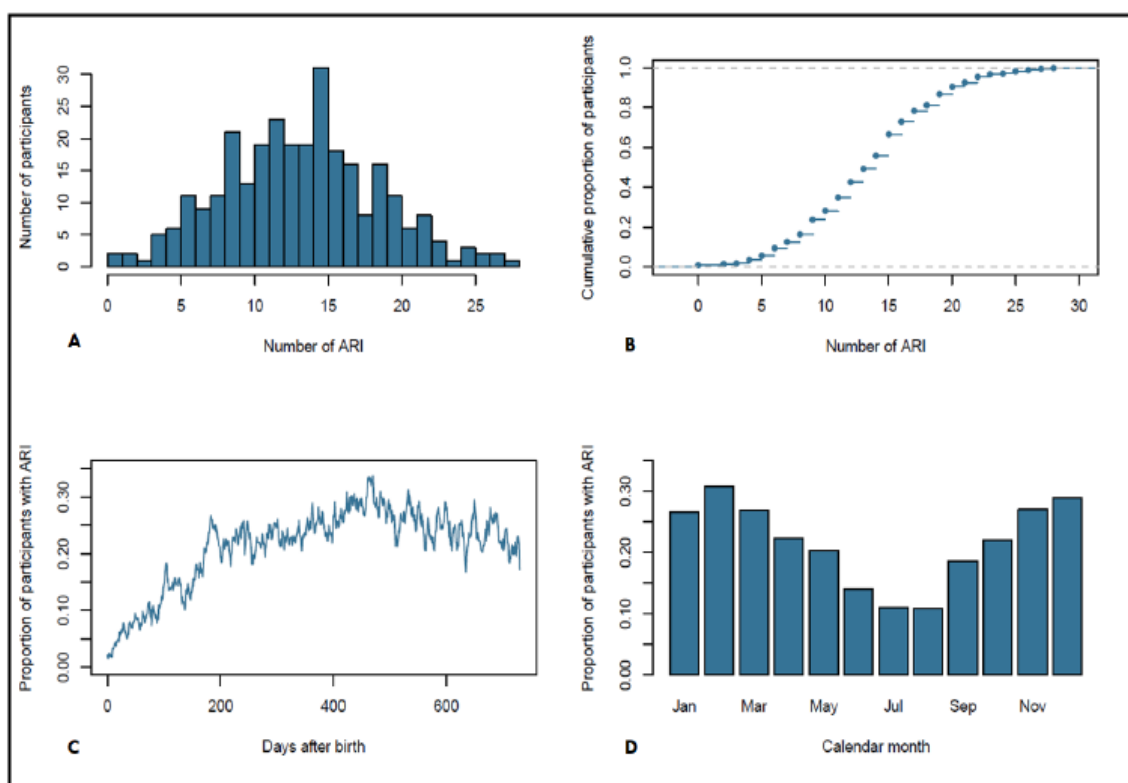 Number of participants
0 5 10 15 20 25 30
0 5 10 15 20 25
A
Number of ARI
Cumulative proportion of participants
0.0 0.2 0.4 0.6 0.8 1.0
0 5 10 15 20 25 30
B
Number of ARI
Proportion of participants with ARI
0.00 0.10 0.20 0.30
0 200 400 600
C
Days after birth
Proportion of participants with ARI
0.00 0.10 0.20 0.30
Jan Mar May Jul Sep Nov
D
Calendar month